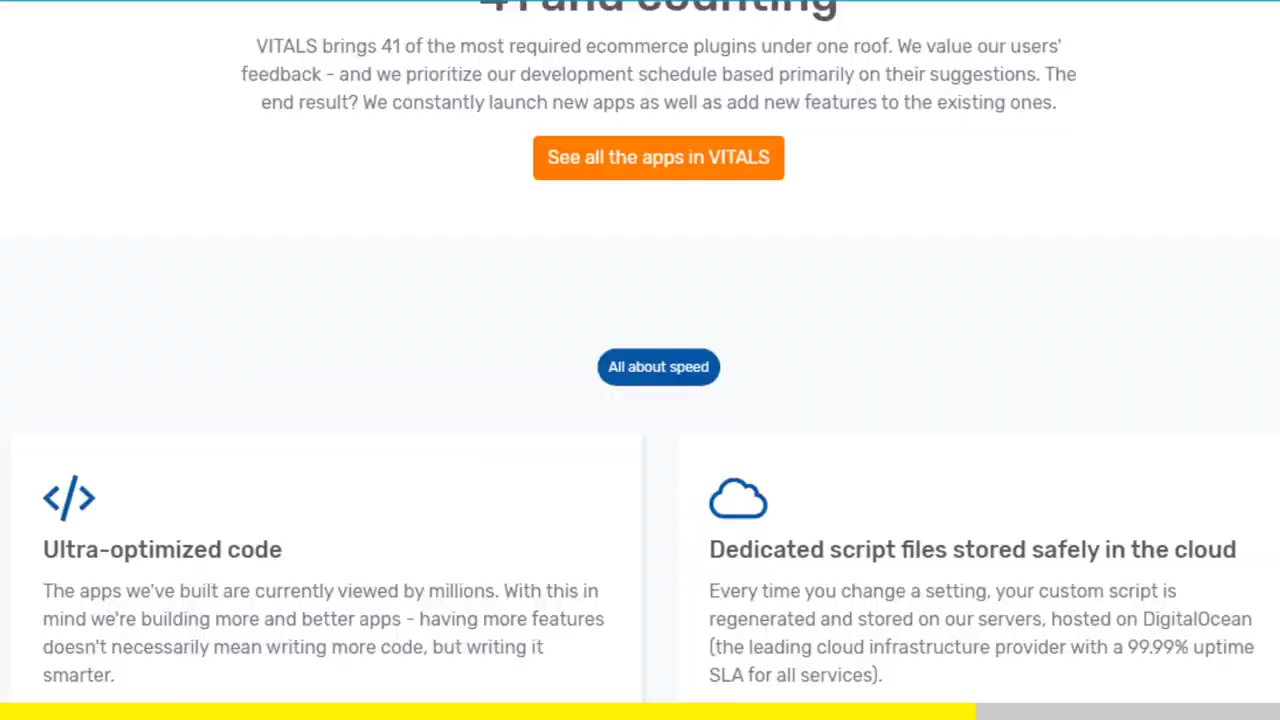 41 and counting
VITALS brings 41 of the most required ecommerce plugins under one roof. We value our users'
feedback - and we prioritize our development schedule based primarily on their suggestions. The
end result? We constantly launch new apps as well as add new features to the existing ones.
See all the apps in VITALS
All about speed
Ultra-optimized code
The apps we've built are currently viewed by millions. With this in
mind we're building more and better apps - having more features
doesn't necessarily mean writing more code, but writing it
smarter.
Dedicated script files stored safely in the cloud
Every time you change a setting, your custom script is
regenerated and stored on our servers, hosted on DigitalOcean
(the leading cloud infrastructure provider with a 99.99% uptime
SLA for all services).